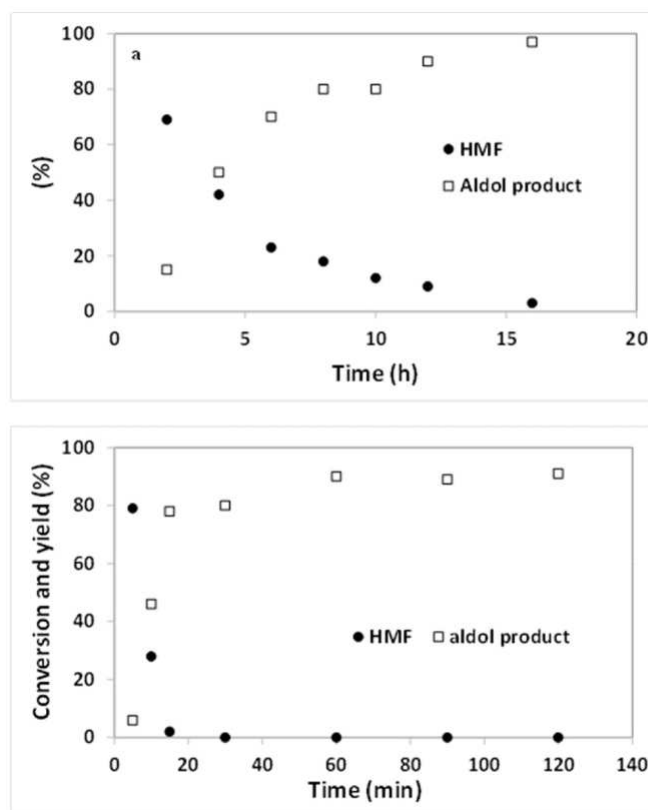 a
100
80
60
40
20
0
(%)
HMF
Aldol product
0 5 10 15 20
Time (h)
100
80
60
40
20
0
Conversion and yield (%)
HMF aldol product
0 20 40 60 80 100 120 140
Time (min)